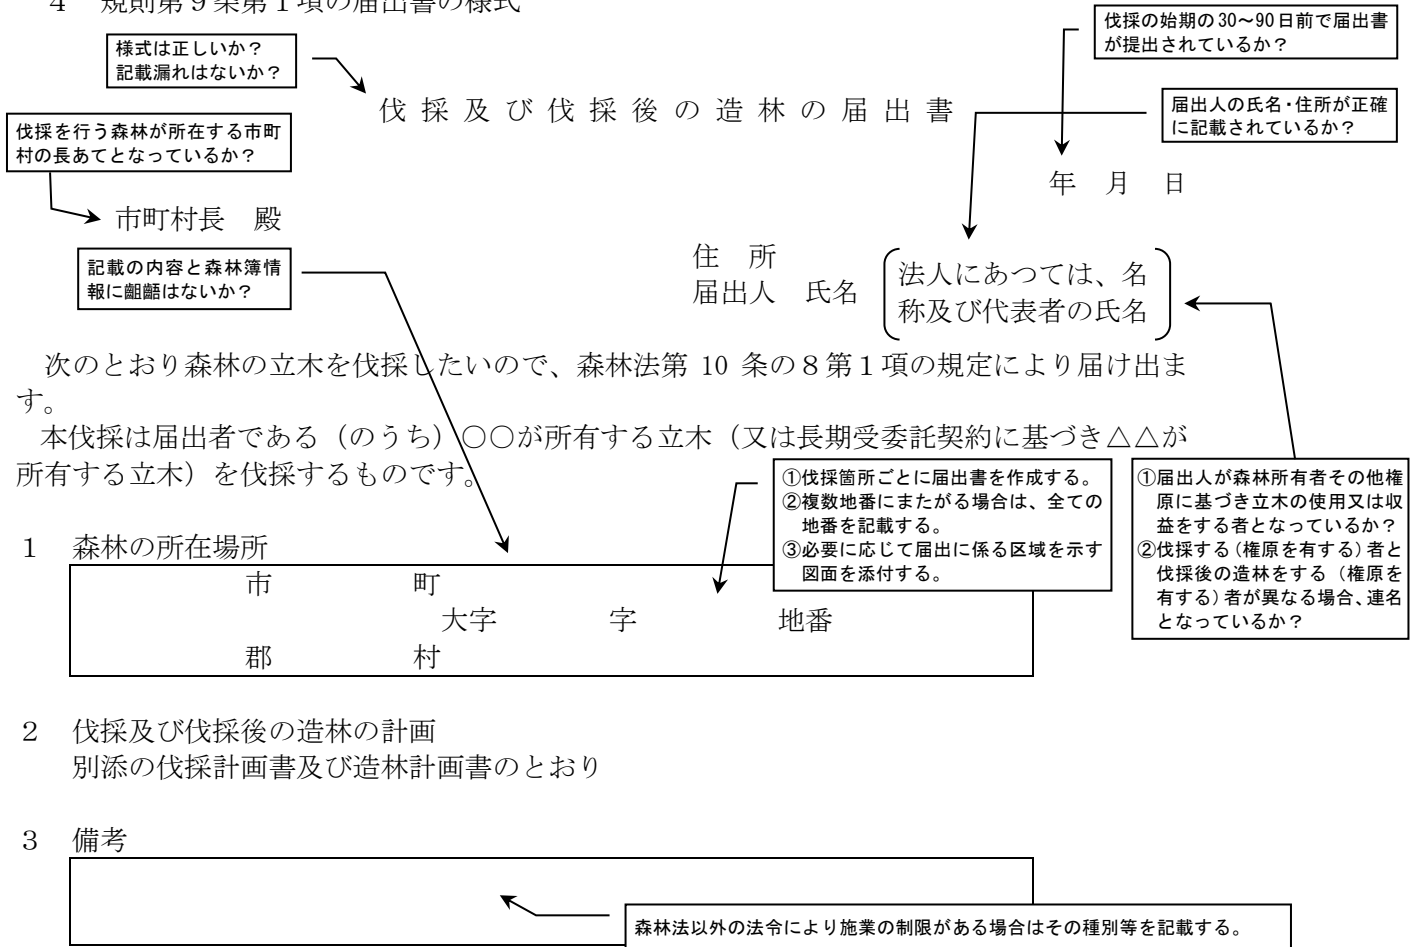 4　規則第９条第１項の届出書の様式
伐採の始期の30～90日前で届出書
が提出されているか？
様式は正しいか？
記載漏れはないか？
伐採及び伐採後の造林の届出書
届出人の氏名・住所が正確
に記載されているか？
伐採を行う森林が所在する市町
村の長あてとなっているか？
年　月　日
市町村長　殿
記載の内容と森林簿情
報に齟齬はないか？
住　所
届出人　氏名
法人にあつては、名
称及び代表者の氏名
次のとおり森林の立木を伐採したいので、森林法第 10 条の８第１項の規定により届け出ま
す。
本伐採は届出者である（のうち）○○が所有する立木（又は長期受委託契約に基づき△△が
所有する立木）を伐採するものです。
①伐採箇所ごとに届出書を作成する。
②複数地番にまたがる場合は、全ての
地番を記載する。
③必要に応じて届出に係る区域を示す
図面を添付する。
①届出人が森林所有者その他権
原に基づき立木の使用又は収
益をする者となっているか？
②伐採する（権原を有する）者と
伐採後の造林をする（権原を
有する）者が異なる場合、連名
となっているか？
１　森林の所在場所
市　町
大字　字　地番
郡　村
２　伐採及び伐採後の造林の計画
別添の伐採計画書及び造林計画書のとおり
３　備考
森林法以外の法令により施業の制限がある場合はその種別等を記載する。